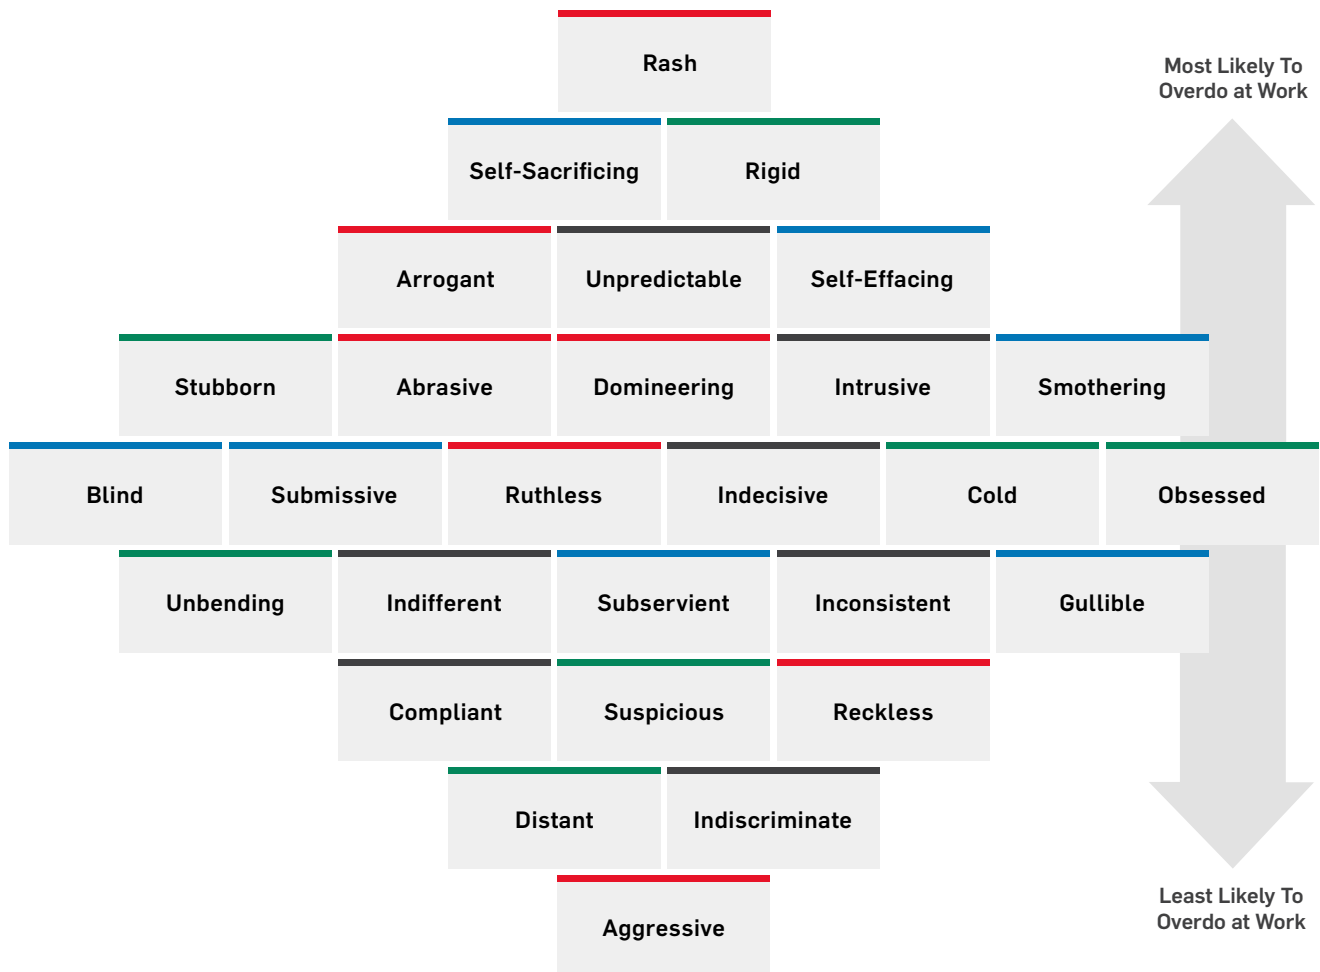 Rash
Most Likely To
Overdo at Work
Self-Sacrificing
Rigid
Arrogant
Unpredictable
Self-Effacing
Stubborn
Abrasive
Domineering
Intrusive
Smothering
Blind
Submissive
Ruthless
Indecisive
Cold
Obsessed
Unbending
Indifferent
Subservient
Inconsistent
Gullible
Compliant
Suspicious
Reckless
Distant
Indiscriminate
Aggressive
Least Likely To
Overdo at Work